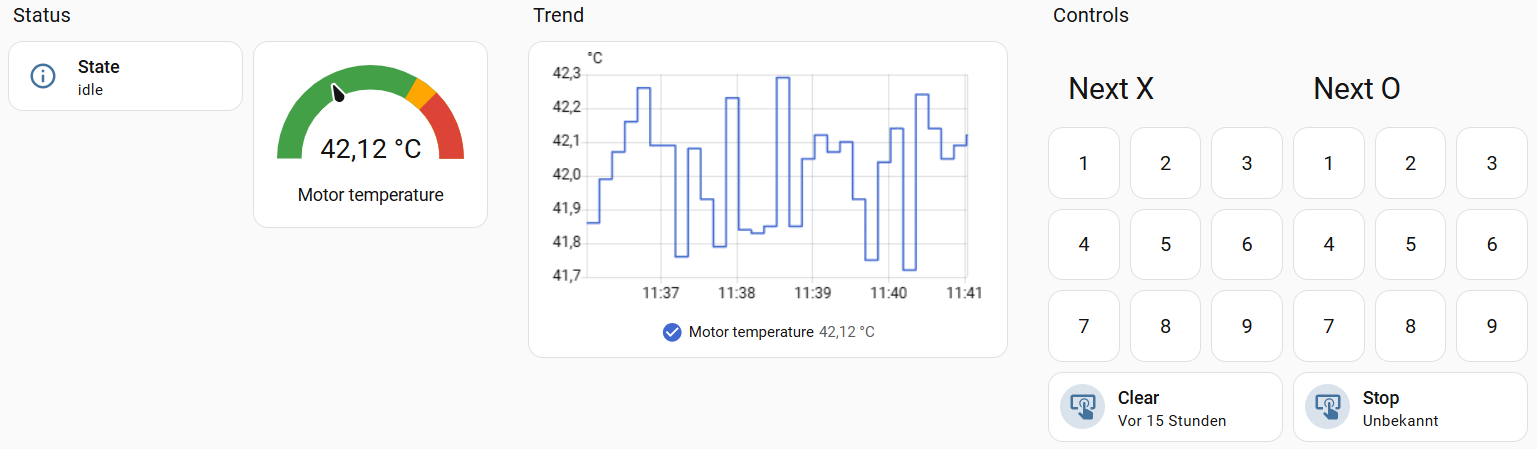 Status
State
idle
42,12 °C
Motor temperature
Trend
°C
42,3
42,2
42,1
42,0
41,9
41,8
41,7
11:37 11:38 11:39 11:40 11:41
Motor temperature 42,12 °C
Controls
Next X Next O
1 2 3 1 2 3
4 5 6 4 5 6
7 8 9 7 8 9
Clear
Vor 15 Stunden
Stop
Unbekannt